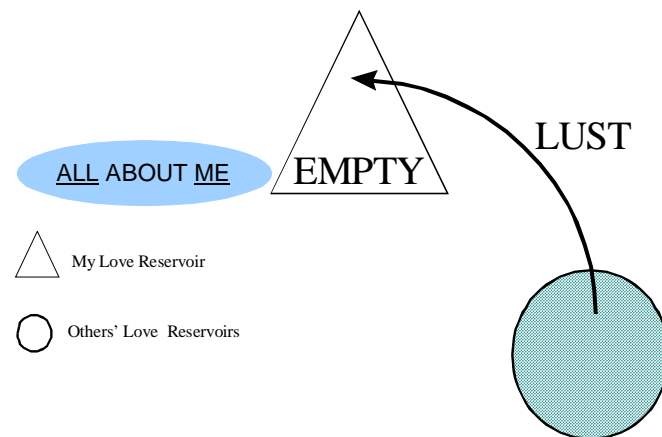 LUST
ALL ABOUT ME
EMPTY
My Love Reservoir
Others’ Love Reservoirs